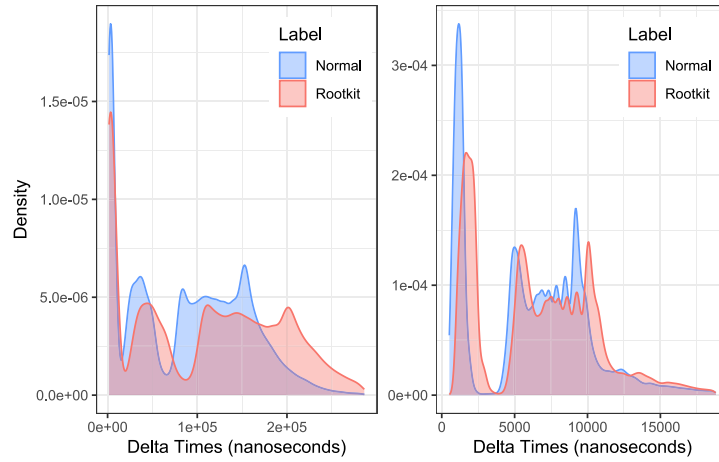 Density
1.5e-05
1.0e-05
5.0e-06
0.0e+00
Label
Normal
Rootkit
0e+00 1e+05 2e+05
Delta Times (nanoseconds)
3e-04
2e-04
1e-04
0e+00
Label
Normal
Rootkit
0 5000 10000 15000
Delta Times (nanoseconds)